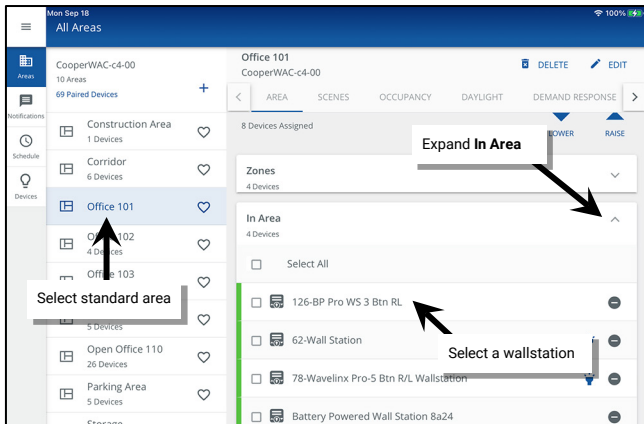 Mon Sep 18
100%
All Areas
Areas
Notifications
Schedule
Devices
CooperWAC-c4-00
10 Areas
69 Paired Devices
+
Construction Area
1 Devices
Corridor
6 Devices
Office 101
Office 102
4 Devices
Office 103
Select standard area
5 Devices
Open Office 110
26 Devices
Parking Area
5 Devices
Storage
Office 101
CooperWAC-c4-00
DELETE
EDIT
AREA
SCENES
OCCUPANCY
DAYLIGHT
DEMAND RESPONSE
8 Devices Assigned
LOWER
RAISE
Expand In Area
Zones
4 Devices
In Area
4 Devices
Select All
126-BP Pro WS 3 Btn RL
62-Wall Station
Select a wallstation
78-Wavelinx Pro-5 Btn R/L Wallstation
Battery Powered Wall Station 8a24